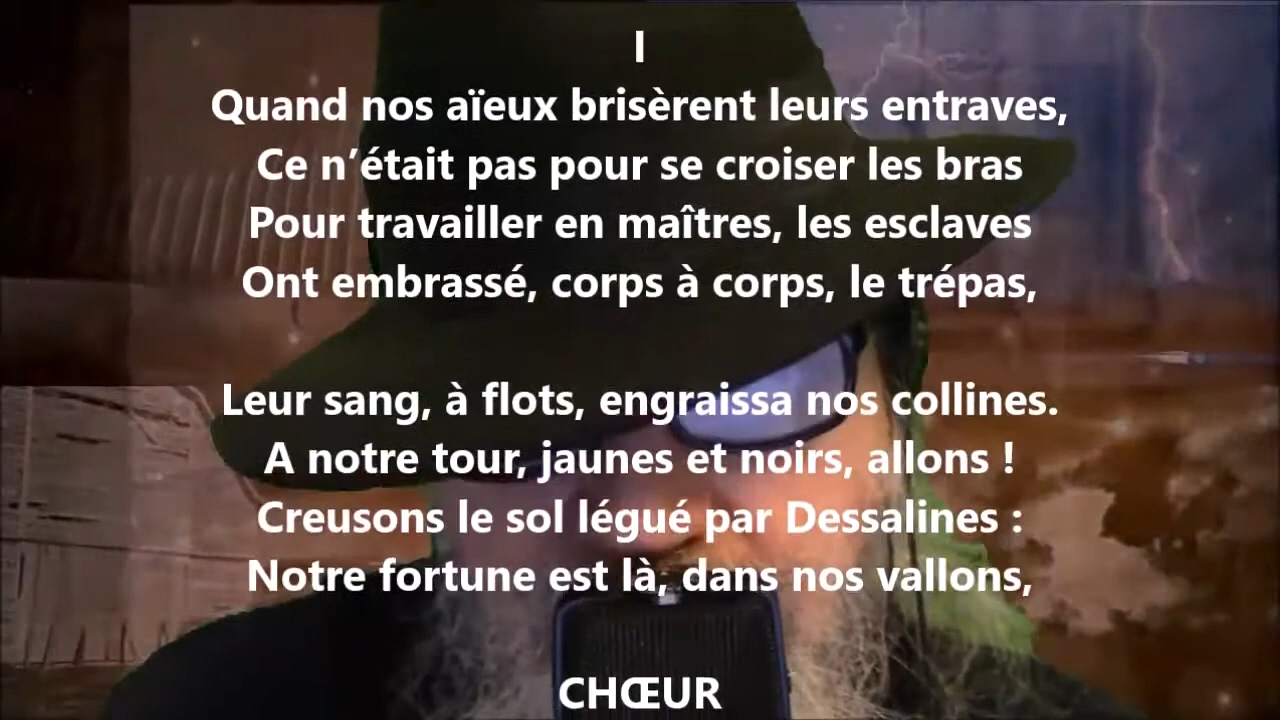 I
Quand nos aïeux brisèrent leurs entraves,
Ce n’était pas pour se croiser les bras
Pour travailler en maîtres, les esclaves
Ont embrassé, corps à corps, le trépas,
Leur sang, à flots, engraissa nos collines.
A notre tour, jaunes et noirs, allons !
Creusons le sol légué par Dessalines :
Notre fortune est là, dans nos vallons,
CHŒUR